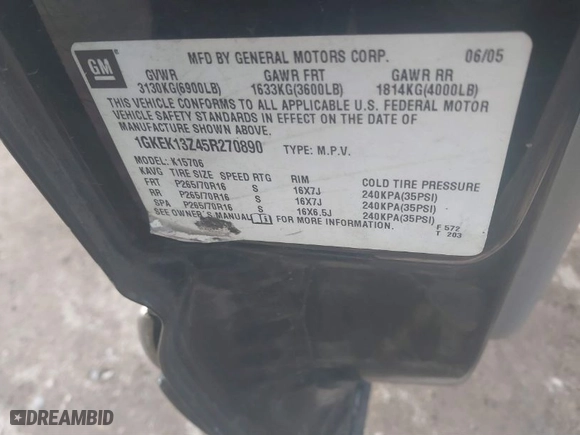 GM
MFD BY GENERAL MOTORS CORP. 06/05
GVWR GAWR FRT GAWR RR
3130KG(6900LB) 1633KG(3600LB) 1814KG(4000LB)
THIS VEHICLE CONFORMS TO ALL APPLICABLE U.S. FEDERAL MOTOR
VEHICLE SAFETY STANDARDS IN EFFECT ON THE DATE OF
MANUFACTURE SHOWN ABOVE.
1GKEK13Z45R270890 TYPE: M.P.V.
MODEL: K15706
KAVG TIRE SIZE SPEED RTG RIM COLD TIRE PRESSURE
FRT P265/70R16 S 16X7J 240KPA(35PSI)
RR P265/70R16 S 16X7J 240KPA(35PSI)
SPA P265/70R16 S 16X6.5J 240KPA(35PSI)
SEE OWNER'S MANUAL FOR MORE INFORMATION.
F 572
T 203
DREAMBID